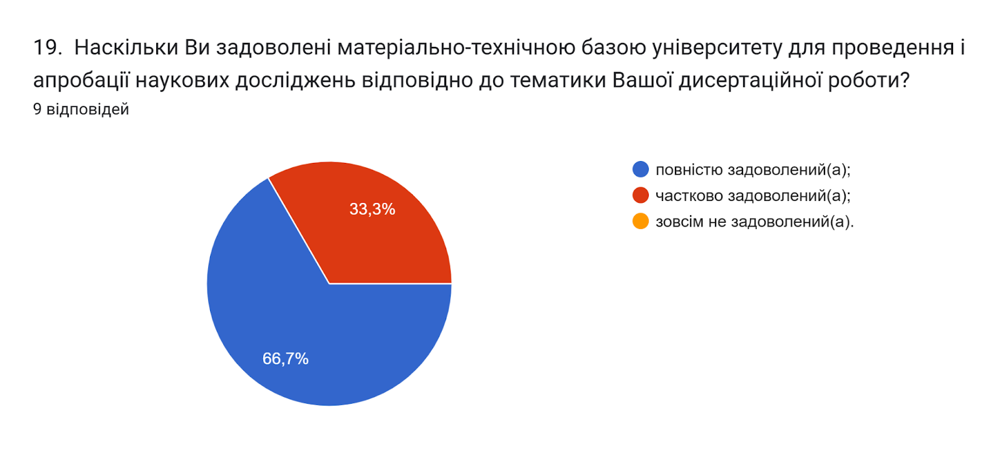 19. Наскільки Ви задоволені матеріально-технічною базою університету для проведення і
апробації наукових досліджень відповідно до тематики Вашої дисертаційної роботи?
9 відповідей
повністю задоволений(а);
частково задоволений(а);
зовсім не задоволений(а).
33,3%
66,7%